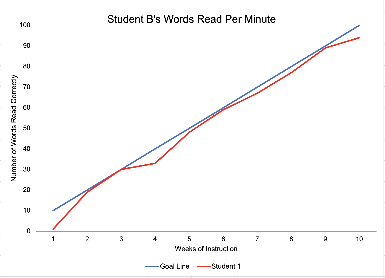 Student B's Words Read Per Minute
Number of Words Read Correctly
100
90
80
70
60
50
40
30
20
10
0
1 2 3 4 5 6 7 8 9 10
Weeks of Instruction
Goal Line Student 1